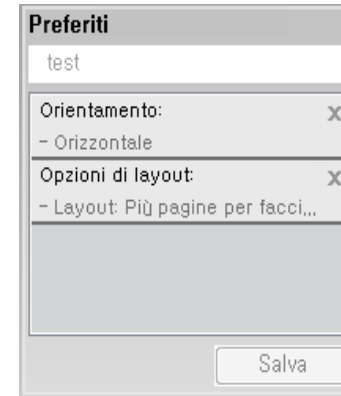 Preferiti
test
Orientamento: X
- Orizzontale
Opzioni di layout: X
- Layout: Più pagine per facci,,,
Salva